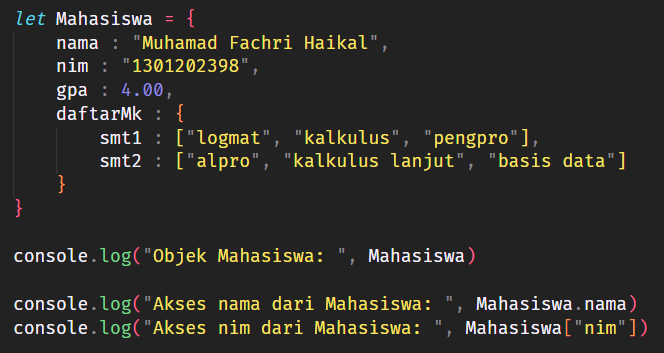 let Mahasiswa = {
    nama : "Muhamad Fachri Haikal",
    nim : "1301202398",
    gpa : 4.00,
    daftarMk : {
        smt1 : ["logmat", "kalkulus", "pengpro"],
        smt2 : ["alpro", "kalkulus lanjut", "basis data"]
    }
}
console.log("Objek Mahasiswa: ", Mahasiswa)
console.log("Akses nama dari Mahasiswa: ", Mahasiswa.nama)
console.log("Akses nim dari Mahasiswa: ", Mahasiswa["nim"])